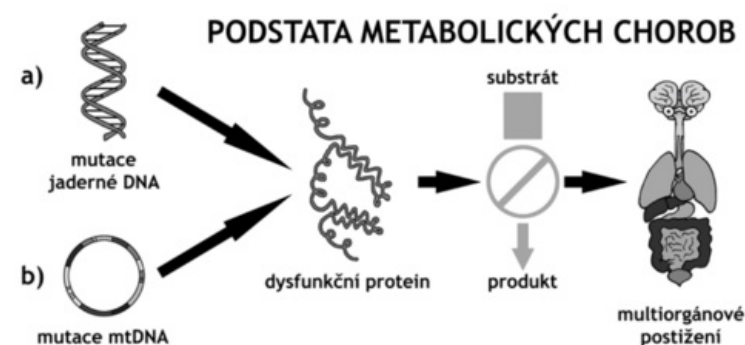 PODSTATA METABOLICKÝCH CHOROB
a)
mutace
jaderné DNA
b)
mutace mtDNA
dysfunkční protein
substrát
produkt
multiorgánové
postižení